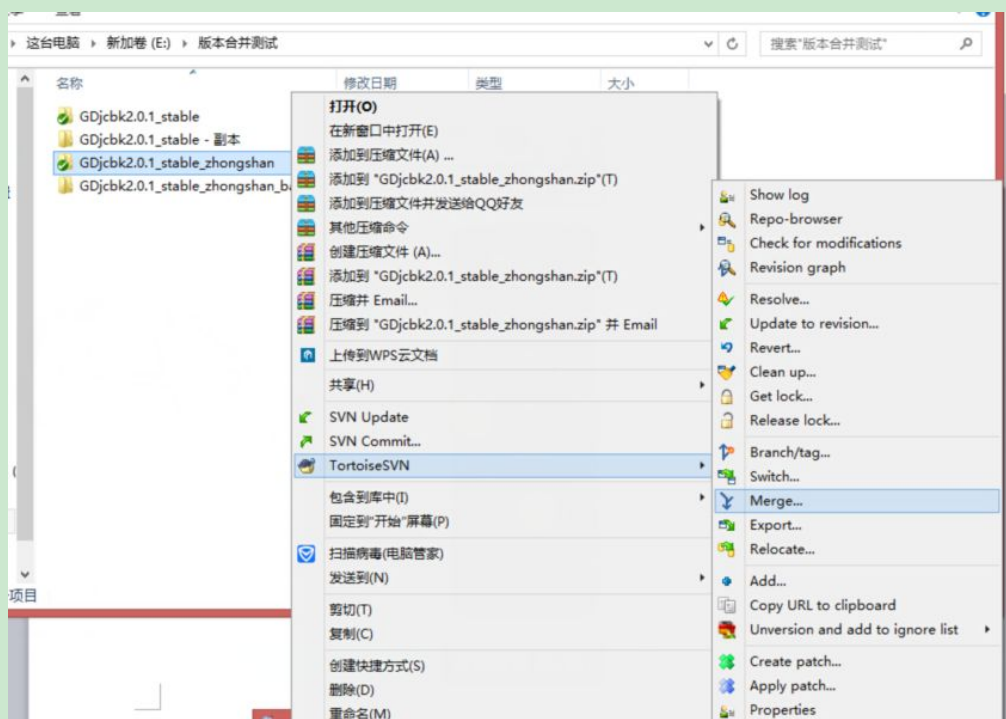 这台电脑 新加卷 (E:) 版本合并测试
搜索"版本合并测试"
名称 修改日期 类型 大小
GDjcbk2.0.1_stable
GDjcbk2.0.1_stable - 副本
GDjcbk2.0.1_stable_zhongshan
GDjcbk2.0.1_stable_zhongshan_ba
项目
打开(O)
在新窗口中打开(E)
添加到压缩文件(A) ...
添加到 "GDjcbk2.0.1_stable_zhongshan.zip"(T)
添加到压缩文件并发送给QQ好友
其他压缩命令
创建压缩文件 (A)...
添加到 "GDjcbk2.0.1_stable_zhongshan.zip"(T)
压缩并 Email...
压缩到 "GDjcbk2.0.1_stable_zhongshan.zip" 并 Email
上传到WPS云文档
共享(H)
SVN Update
SVN Commit...
TortoiseSVN
包含到库中(I)
固定到"开始"屏幕(P)
扫描病毒(电脑管家)
发送到(N)
剪切(T)
复制(C)
创建快捷方式(S)
删除(D)
重命名(M)
Show log
Repo-browser
Check for modifications
Revision graph
Resolve...
Update to revision...
Revert...
Clean up...
Get lock...
Release lock...
Branch/tag...
Switch...
Merge...
Export...
Relocate...
Add...
Copy URL to clipboard
Unversion and add to ignore list
Create patch...
Apply patch...
Properties